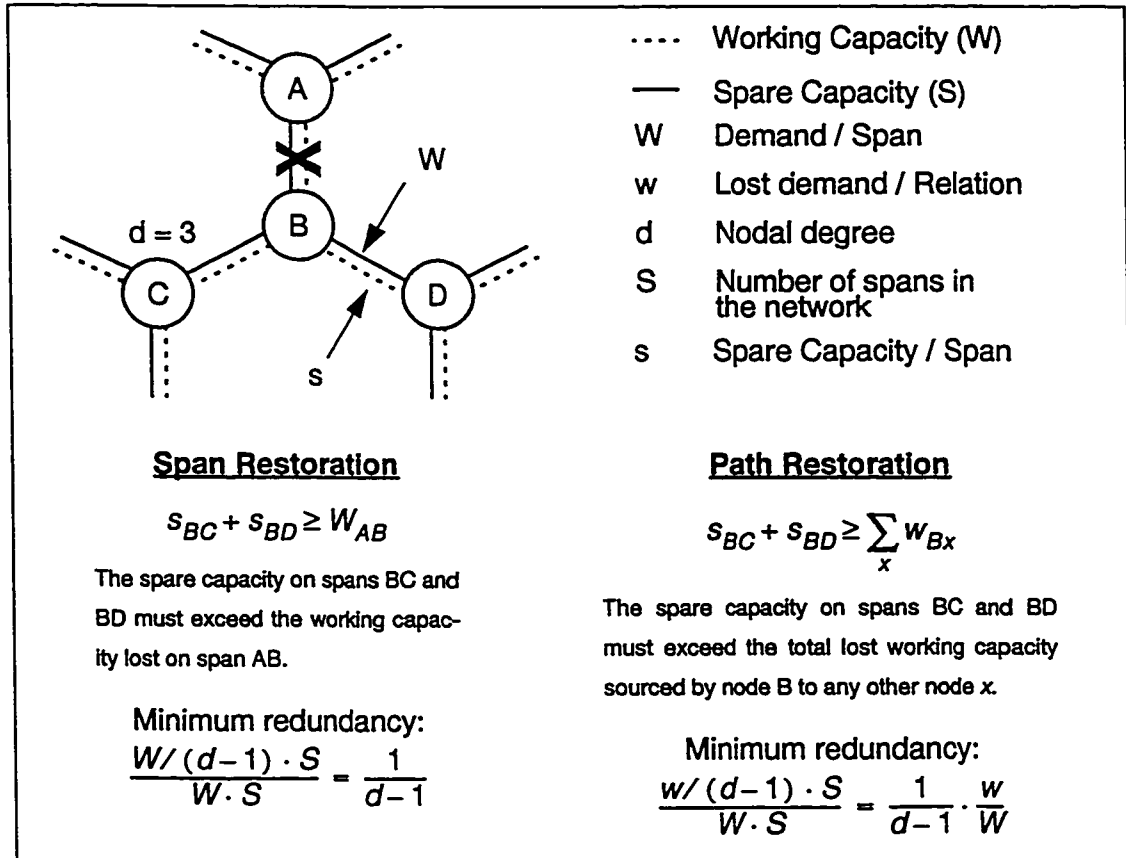 A
B
C
D
d = 3
W
s
Working Capacity (W)
Spare Capacity (S)
W Demand / Span
w Lost demand / Relation
d Nodal degree
S Number of spans in
the network
s Spare Capacity / Span
Span Restoration
s_BC + s_BD ≥ W_AB
The spare capacity on spans BC and
BD must exceed the working capac-
ity lost on span AB.
Minimum redundancy:
W/(d-1) · S / W · S = 1 / d-1
Path Restoration
s_BC + s_BD ≥ ∑_x w_Bx
The spare capacity on spans BC and BD
must exceed the total lost working capacity
sourced by node B to any other node x.
Minimum redundancy:
w/(d-1) · S / W · S = 1 / d-1 · w / W